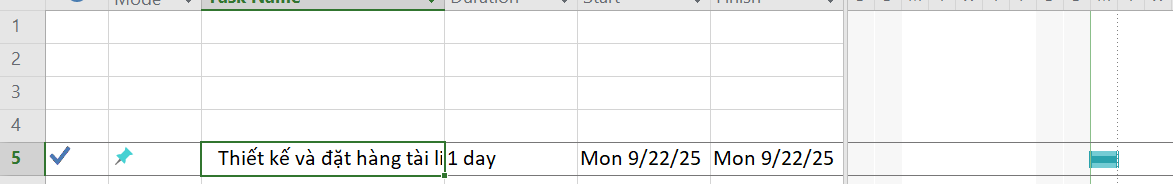 Mode Task Name Duration Start Finish
1
2
3
4
5 Thiết kế và đặt hàng tài li 1 day Mon 9/22/25 Mon 9/22/25